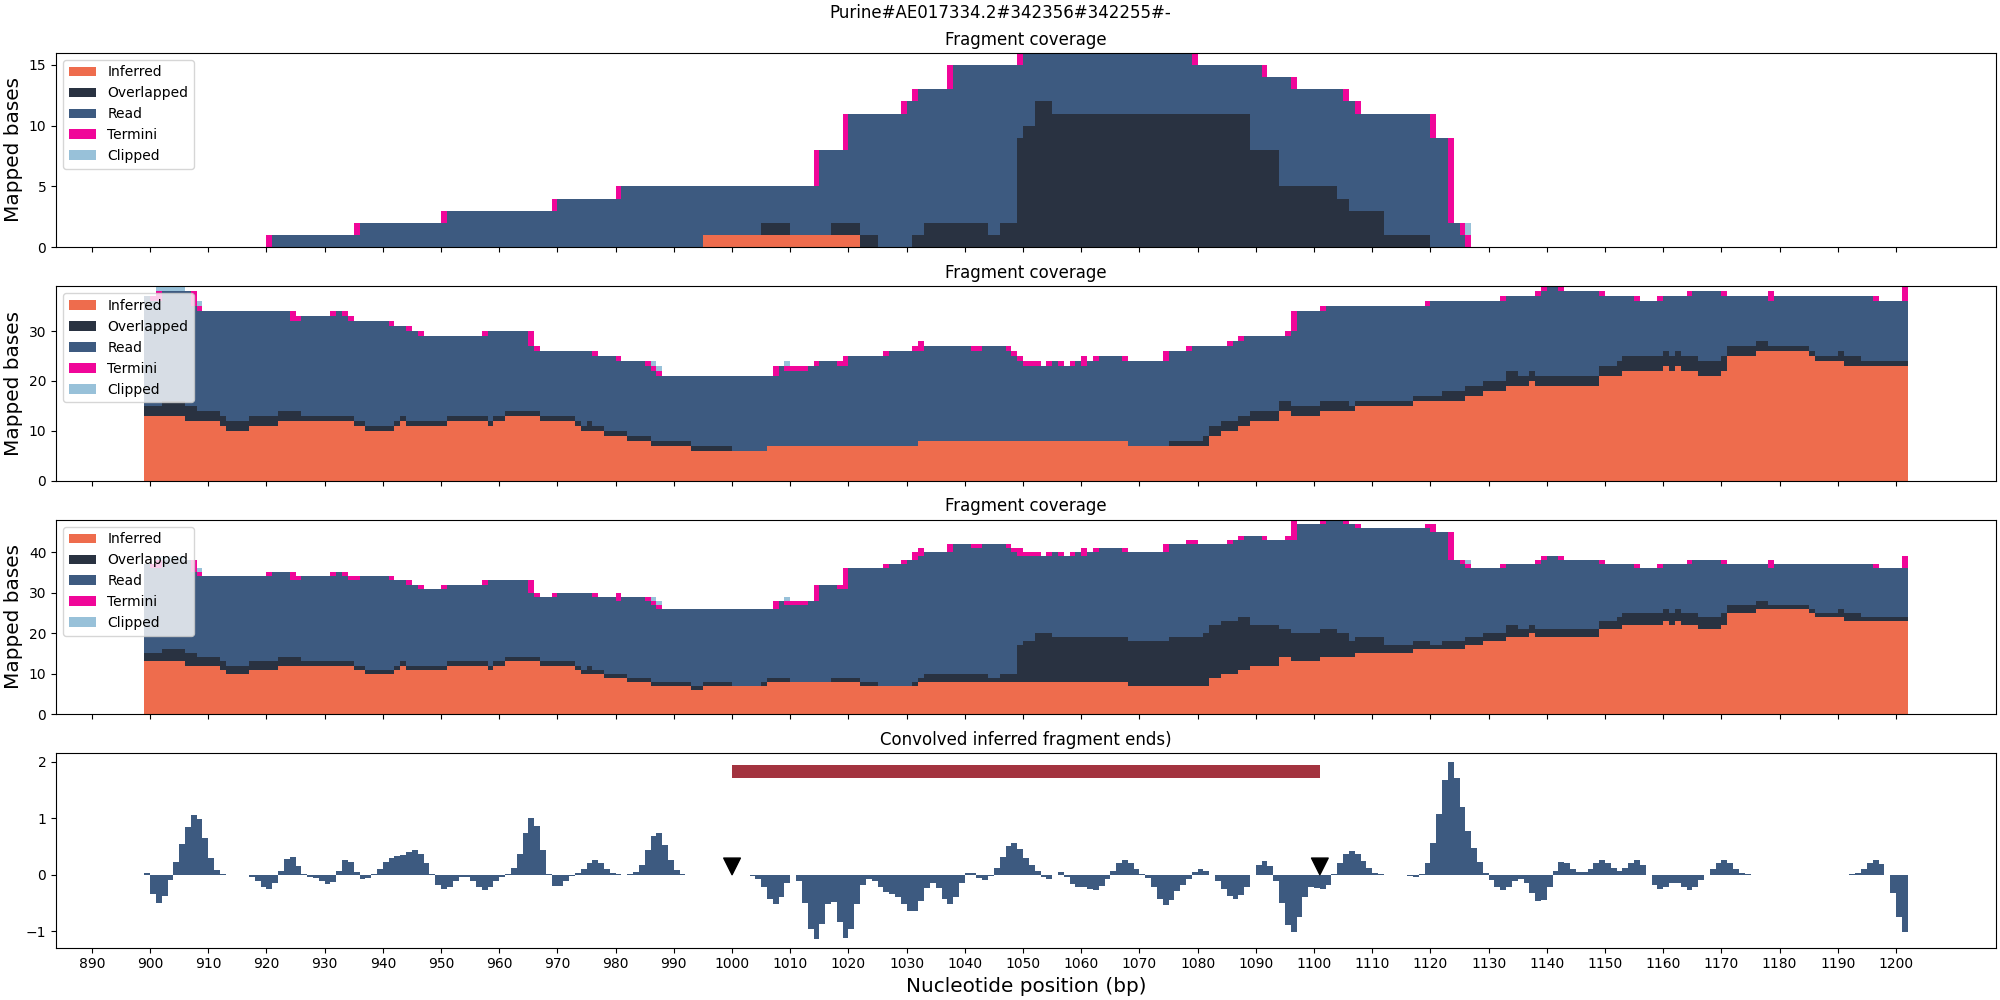 Purine#AE017334.2#342356#342255#-
Fragment coverage
Mapped bases
15
10
5
0
Inferred
Overlapped
Read
Termini
Clipped
Fragment coverage
Mapped bases
30
20
10
0
Inferred
Overlapped
Read
Termini
Clipped
Fragment coverage
Mapped bases
40
30
20
10
0
Inferred
Overlapped
Read
Termini
Clipped
Convolved inferred fragment ends)
2
1
0
−1
890 900 910 920 930 940 950 960 970 980 990 1000 1010 1020 1030 1040 1050 1060 1070 1080 1090 1100 1110 1120 1130 1140 1150 1160 1170 1180 1190 1200
Nucleotide position (bp)